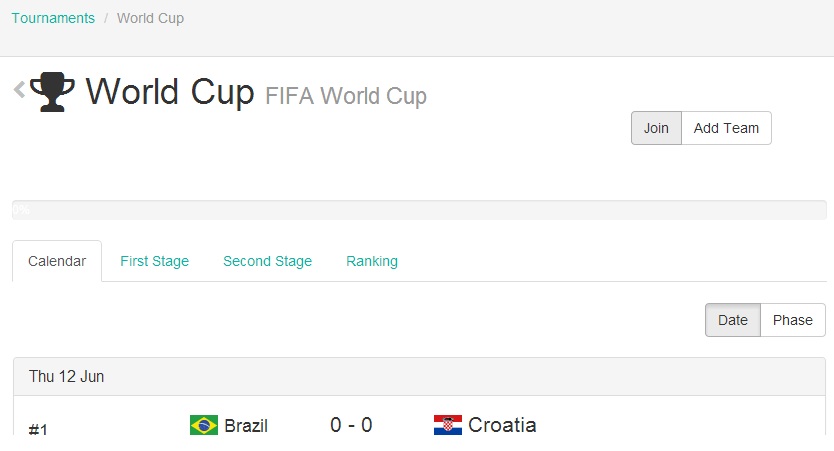 Tournaments / World Cup
World Cup FIFA World Cup
Join Add Team
0%
Calendar First Stage Second Stage Ranking
Date Phase
Thu 12 Jun
#1 Brazil 0 - 0 Croatia